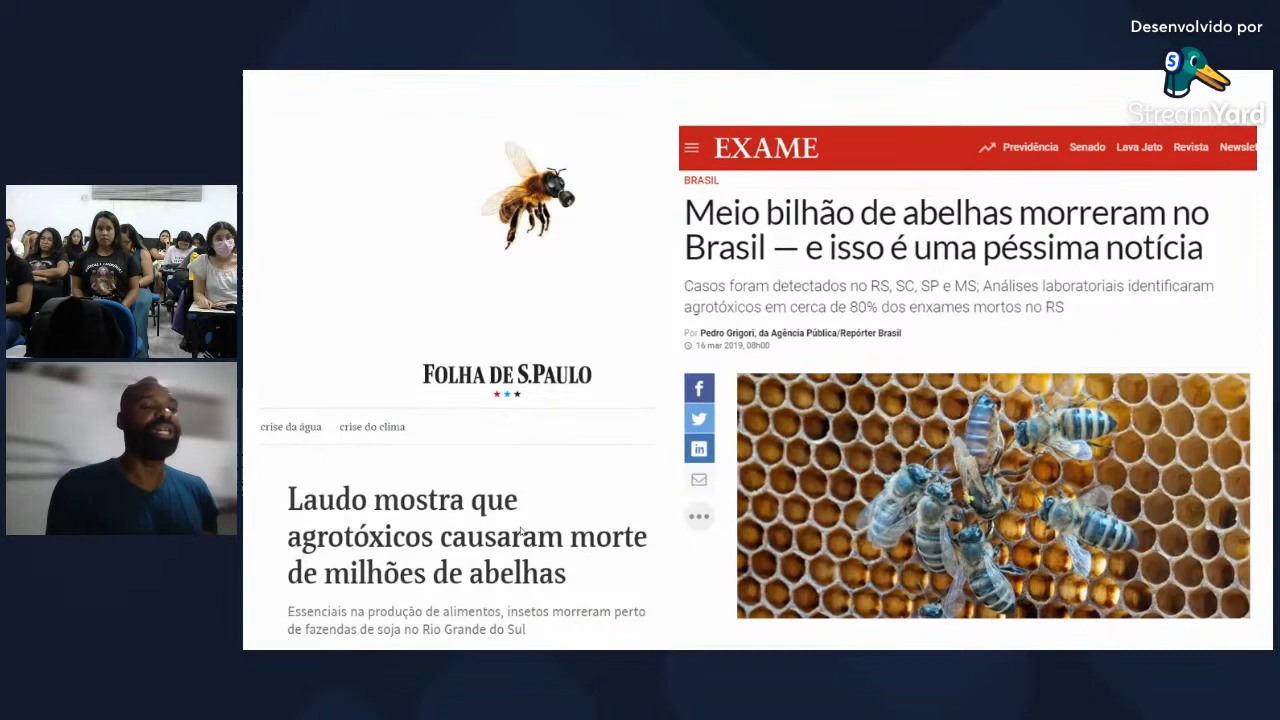 Desenvolvido por
StreamYard
FOLHA DE S.PAULO
crise da água crise do clima
Laudo mostra que
agrotóxicos causaram morte
de milhões de abelhas
Essenciais na produção de alimentos, insetos morreram perto
de fazendas de soja no Rio Grande do Sul
EXAME
Previdência Senado Lava Jato Revista Newslet
BRASIL
Meio bilhão de abelhas morreram no
Brasil — e isso é uma péssima notícia
Casos foram detectados no RS, SC, SP e MS; Análises laboratoriais identificaram
agrotóxicos em cerca de 80% dos enxames mortos no RS
Por Pedro Grigori, da Agência Pública/Repórter Brasil
16 mar 2019, 08h00